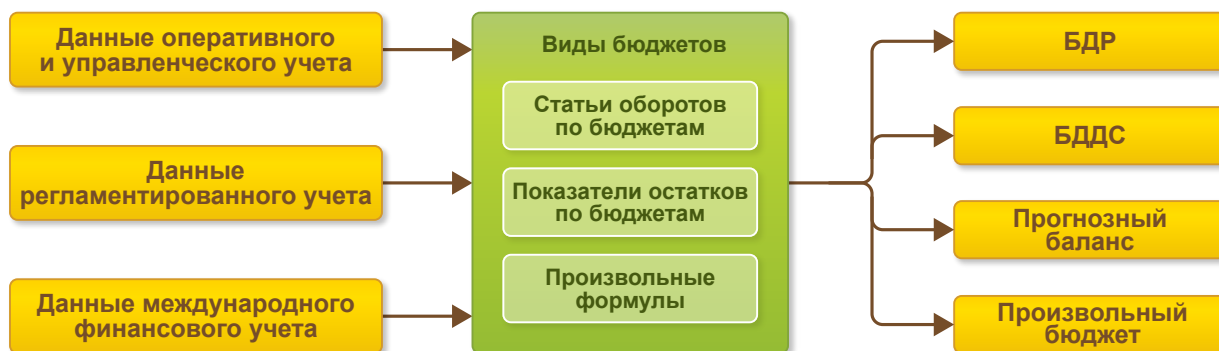 Данные оперативного
и управленческого учета
Данные
регламентированного учета
Данные международного
финансового учета
Виды бюджетов
Статьи оборотов
по бюджетам
Показатели остатков
по бюджетам
Произвольные
формулы
БДР
БДДС
Прогнозный
баланс
Произвольный
бюджет